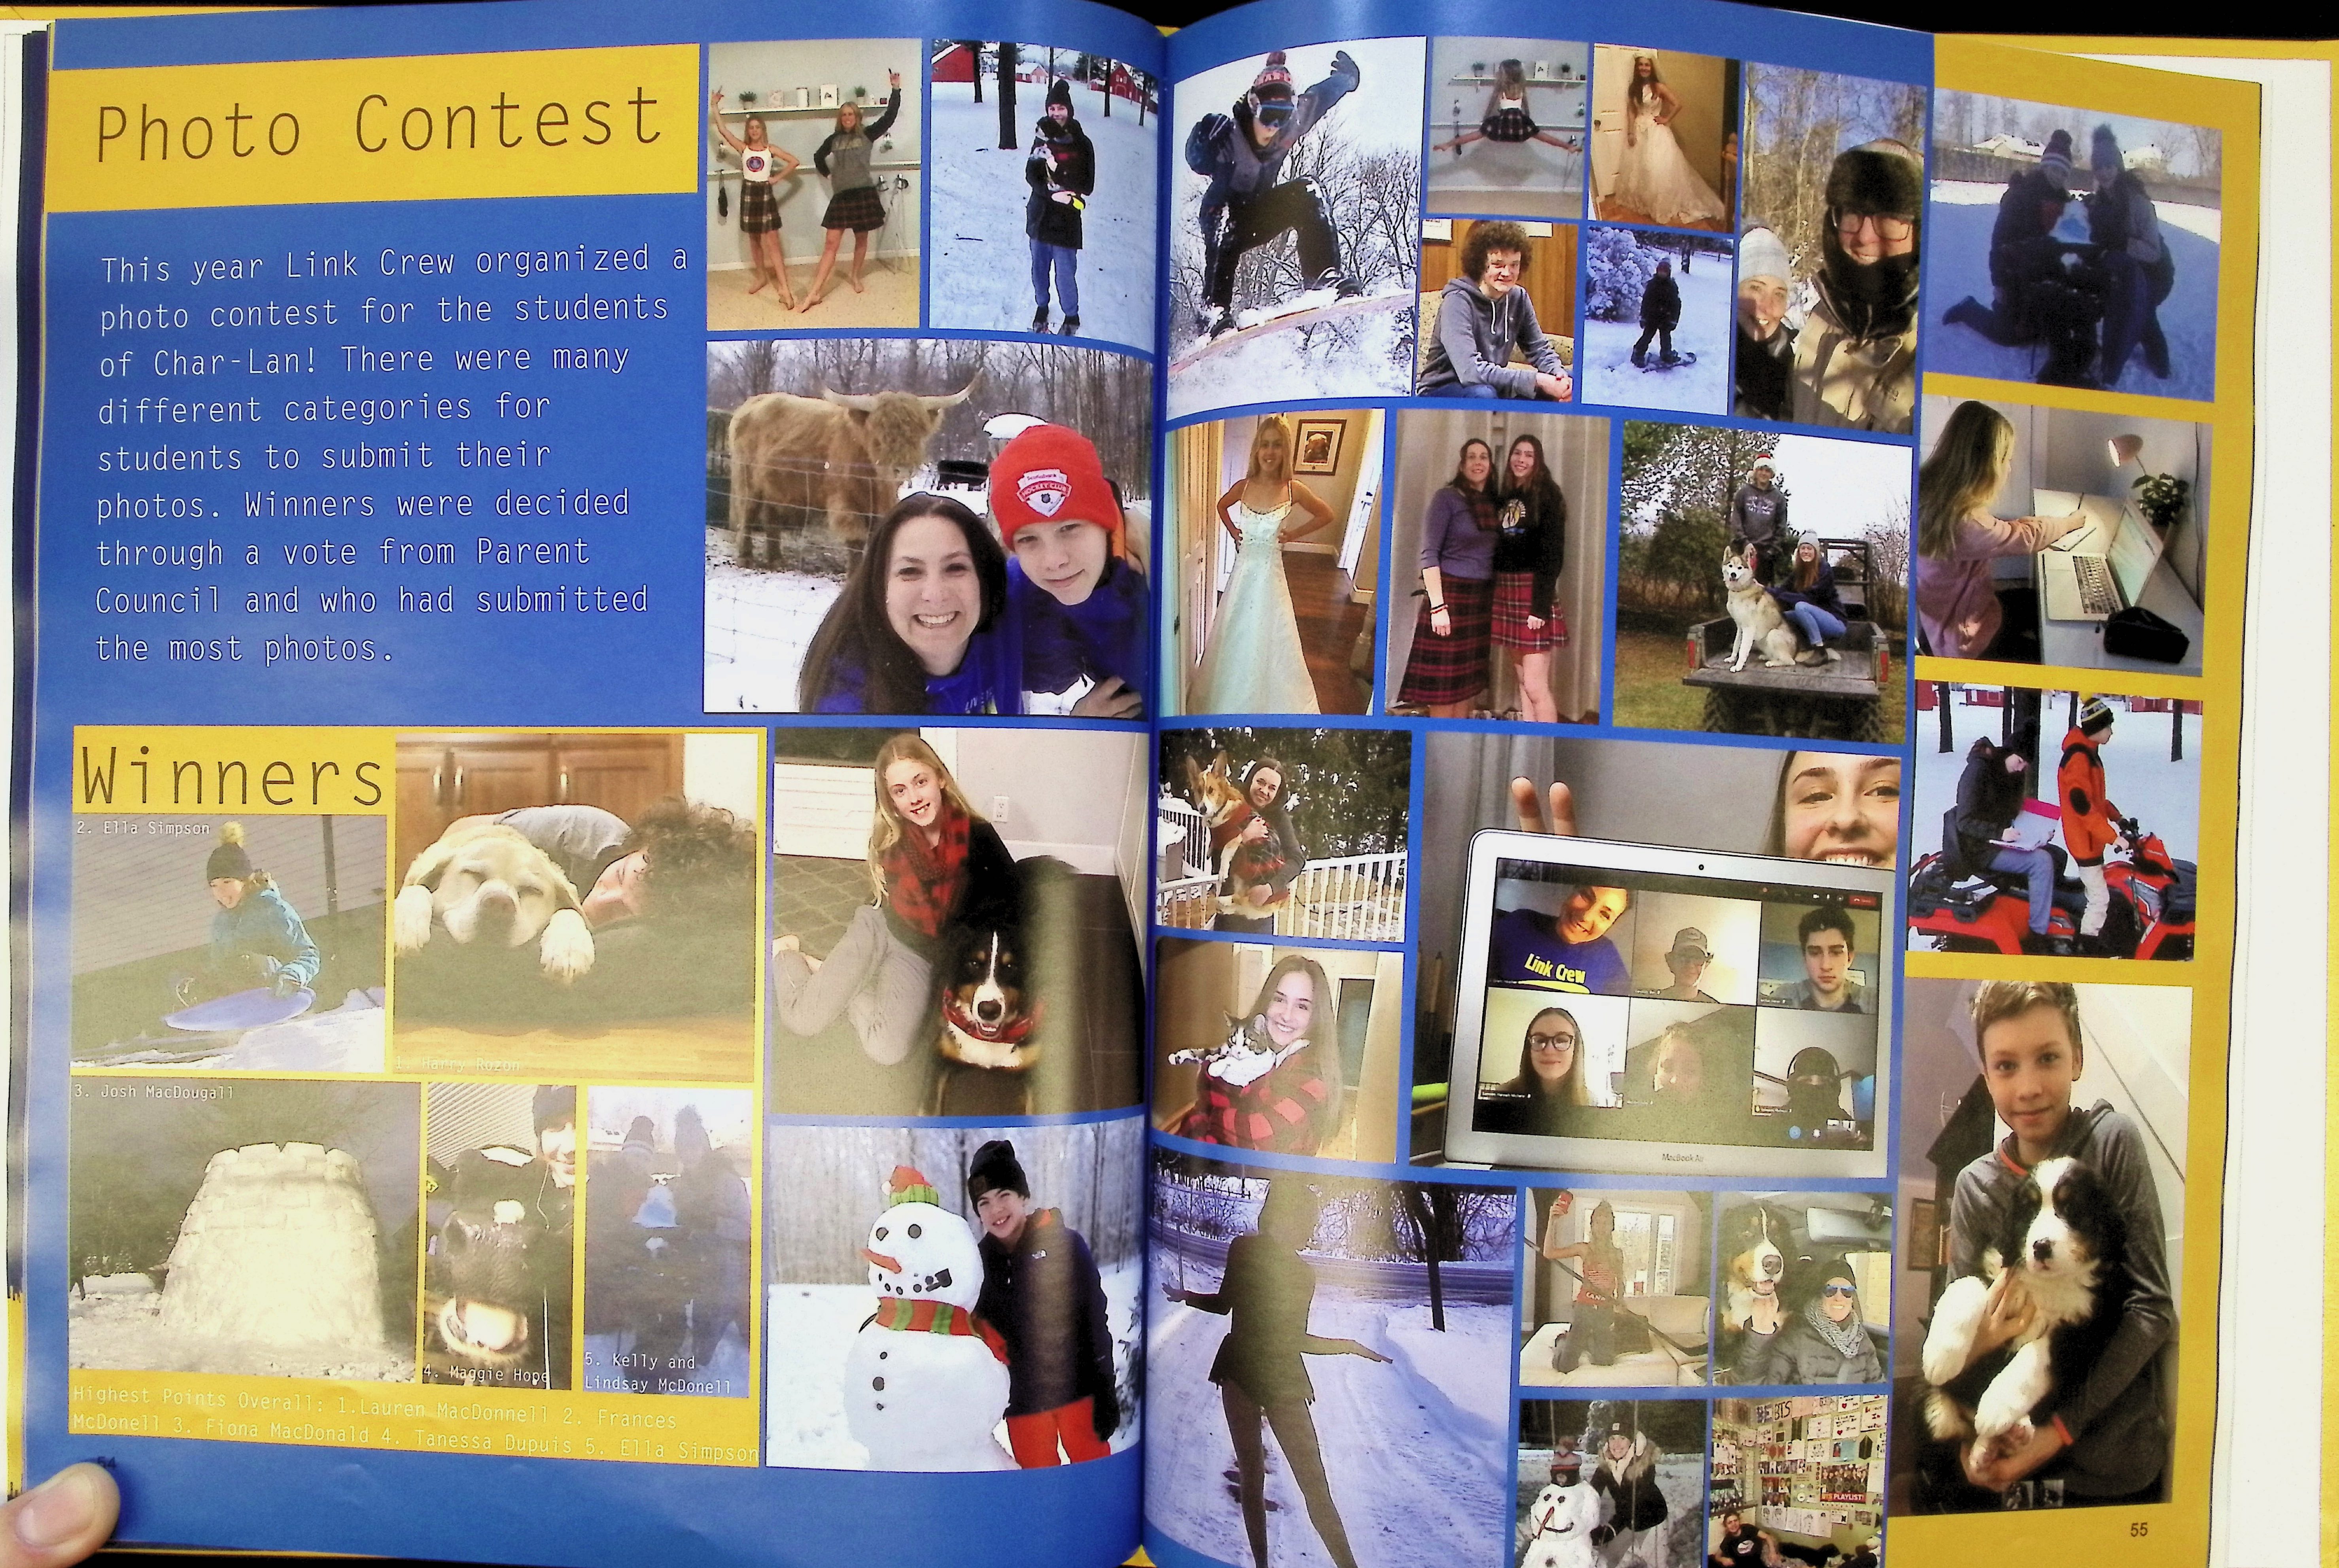 Photo Contest
This year Link Crew organized a
photo contest for the students
of Char-Lan! There were many
different categories for
students to submit their
photos. Winners were decided
through a vote from Parent
Council and who had submitted
the most photos.
Winners
2. Ella Simpson
1. Harry Rozon
3. Josh MacDougall
4. Maggie Hope
5. Kelly and
Lindsay McDonell
Highest Points Overall: 1.Lauren MacDonnell 2. Frances
McDonell 3. Fiona MacDonald 4. Tanessa Dupuis 5. Ella Simpson
54
HOCKEY CLUB
Link Crew
MacBook Air
BTS
PLAYLIST!
55